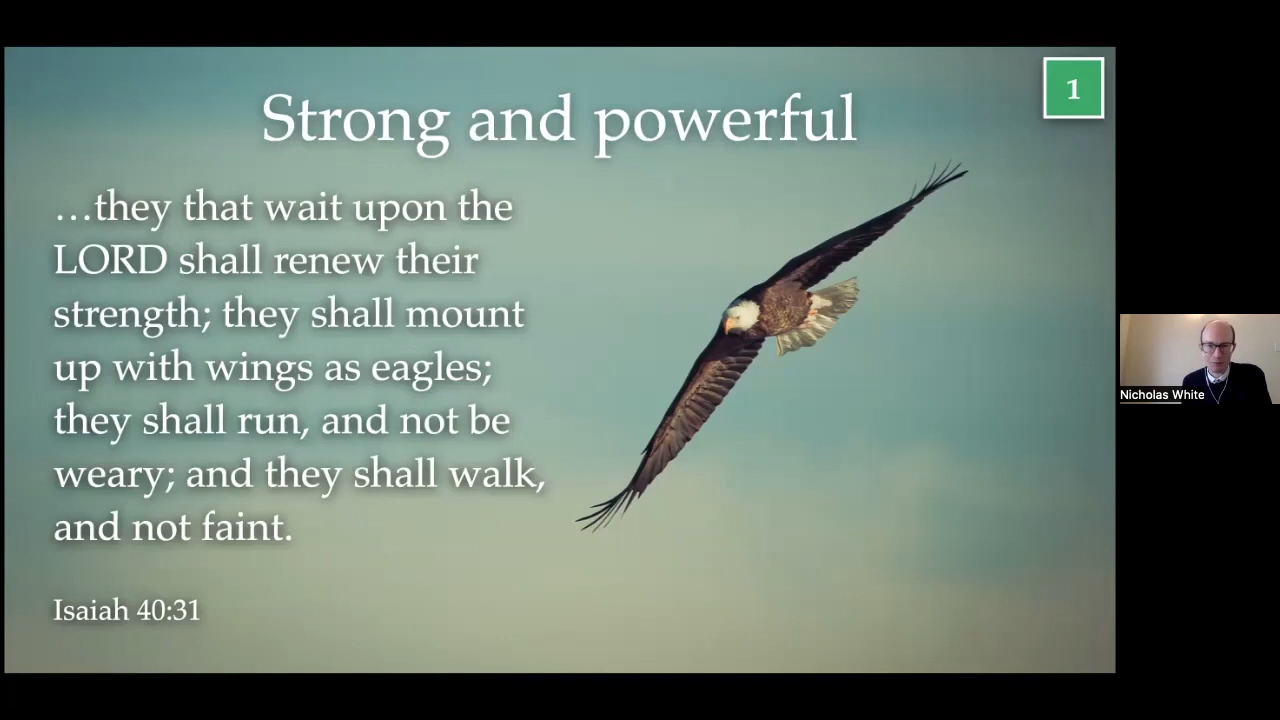 Strong and powerful
1
…they that wait upon the
LORD shall renew their
strength; they shall mount
up with wings as eagles;
they shall run, and not be
weary; and they shall walk,
and not faint.
Isaiah 40:31
Nicholas White